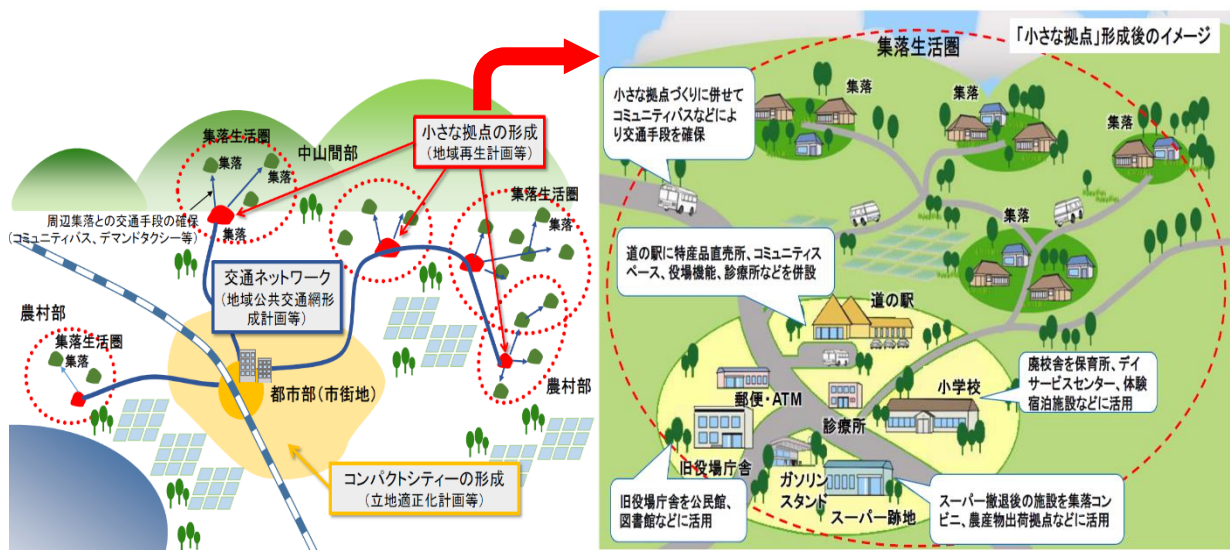 集落生活圏
集落
集落
集落
中山間部
小さな拠点の形成
(地域再生計画等)
周辺集落との交通手段の確保
(コミュニティバス、デマンドタクシー等)
集落生活圏
集落
集落
交通ネットワーク
(地域公共交通網形
成計画等)
農村部
集落生活圏
集落
都市部(市街地)
農村部
コンパクトシティーの形成
(立地適正化計画等)
「小さな拠点」形成後のイメージ
集落生活圏
小さな拠点づくりに併せて
コミュニティバスなどによ
り交通手段を確保
集落
集落
集落
集落
道の駅に特産品直売所、コミュニティス
ペース、役場機能、診療所などを併設
道の駅
廃校舎を保育所、デイ
サービスセンター、体験
宿泊施設などに活用
小学校
郵便・ATM
診療所
旧役場庁舎
ガソリン
スタンド
スーパー跡地
旧役場庁舎を公民館、
図書館などに活用
スーパー撤退後の施設を集落コン
ビニ、農産物出荷拠点などに活用